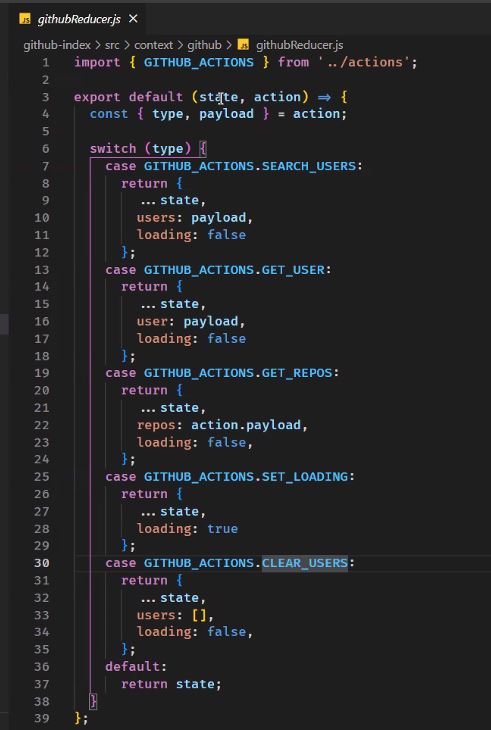 JS githubReducer.js ×
github-index > src > context > github > JS githubReducer.js
1 import { GITHUB_ACTIONS } from '../actions';
2
3 export default (state, action) => {
4   const { type, payload } = action;
5
6   switch (type) {
7     case GITHUB_ACTIONS.SEARCH_USERS:
8       return {
9         ...state,
10         users: payload,
11         loading: false
12       };
13     case GITHUB_ACTIONS.GET_USER:
14       return {
15         ...state,
16         user: payload,
17         loading: false
18       };
19     case GITHUB_ACTIONS.GET_REPOS:
20       return {
21         ...state,
22         repos: action.payload,
23         loading: false,
24       };
25     case GITHUB_ACTIONS.SET_LOADING:
26       return {
27         ...state,
28         loading: true
29       };
30     case GITHUB_ACTIONS.CLEAR_USERS:
31       return {
32         ...state,
33         users: [],
34         loading: false,
35       };
36     default:
37       return state;
38   }
39 };